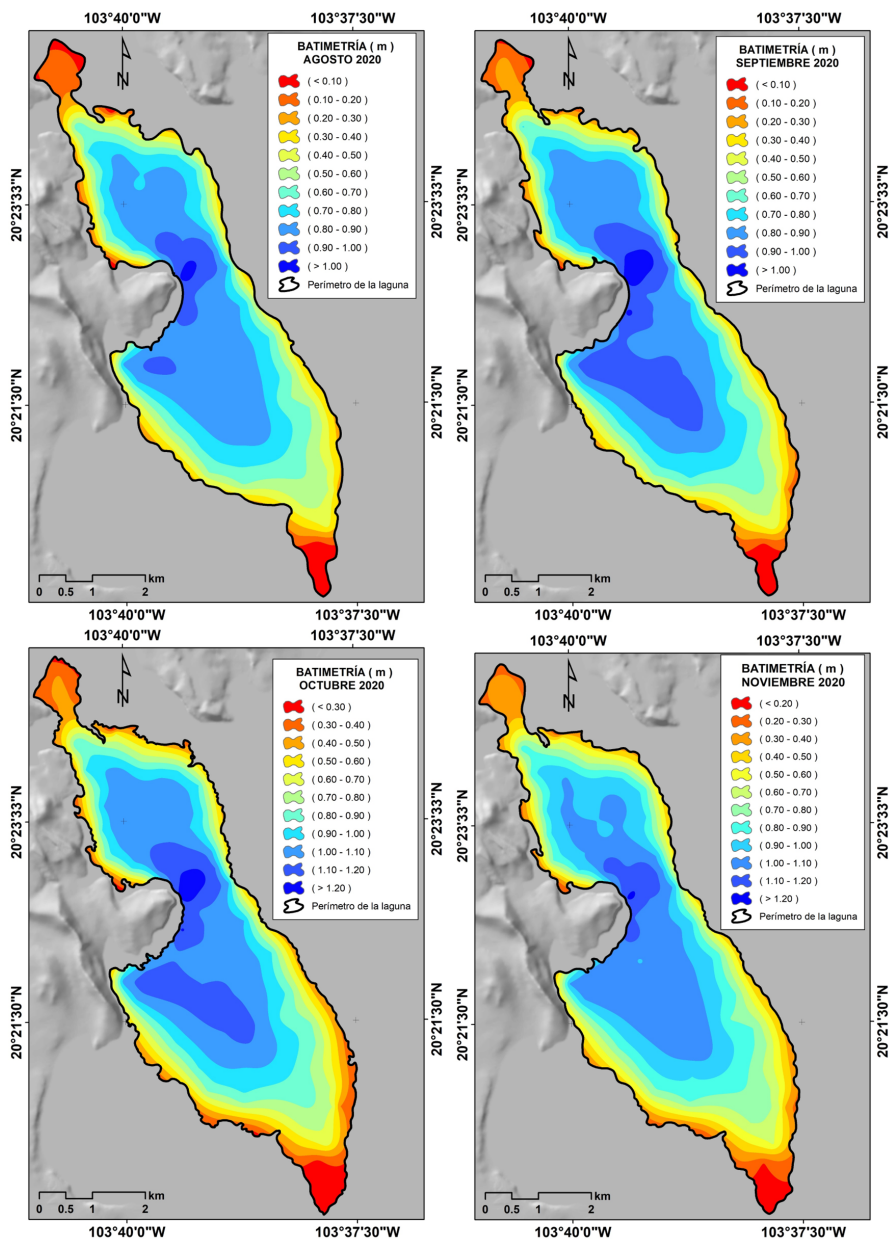 103°40'0"W 103°37'30"W
20°23'33"N
20°21'30"N
N
BATIMETRÍA ( m )
AGOSTO 2020
( < 0.10 )
( 0.10 - 0.20 )
( 0.20 - 0.30 )
( 0.30 - 0.40 )
( 0.40 - 0.50 )
( 0.50 - 0.60 )
( 0.60 - 0.70 )
( 0.70 - 0.80 )
( 0.80 - 0.90 )
( 0.90 - 1.00 )
( > 1.00 )
Perímetro de la laguna
20°23'33"N
20°21'30"N
0 0.5 1 2 km
103°40'0"W 103°37'30"W
103°40'0"W 103°37'30"W
N
BATIMETRÍA ( m )
SEPTIEMBRE 2020
( < 0.10 )
( 0.10 - 0.20 )
( 0.20 - 0.30 )
( 0.30 - 0.40 )
( 0.40 - 0.50 )
( 0.50 - 0.60 )
( 0.60 - 0.70 )
( 0.70 - 0.80 )
( 0.80 - 0.90 )
( 0.90 - 1.00 )
( > 1.00 )
Perímetro de la laguna
20°23'33"N
20°21'30"N
0 0.5 1 2 km
103°40'0"W 103°37'30"W
103°40'0"W 103°37'30"W
20°23'33"N
20°21'30"N
N
BATIMETRÍA ( m )
OCTUBRE 2020
( < 0.30 )
( 0.30 - 0.40 )
( 0.40 - 0.50 )
( 0.50 - 0.60 )
( 0.60 - 0.70 )
( 0.70 - 0.80 )
( 0.80 - 0.90 )
( 0.90 - 1.00 )
( 1.00 - 1.10 )
( 1.10 - 1.20 )
( > 1.20 )
Perímetro de la laguna
20°23'33"N
20°21'30"N
0 0.5 1 2 km
103°40'0"W 103°37'30"W
103°40'0"W 103°37'30"W
N
BATIMETRÍA ( m )
NOVIEMBRE 2020
( < 0.20 )
( 0.20 - 0.30 )
( 0.30 - 0.40 )
( 0.40 - 0.50 )
( 0.50 - 0.60 )
( 0.60 - 0.70 )
( 0.70 - 0.80 )
( 0.80 - 0.90 )
( 0.90 - 1.00 )
( 1.00 - 1.10 )
( 1.10 - 1.20 )
( > 1.20 )
Perímetro de la laguna
20°23'33"N
20°21'30"N
0 0.5 1 2 km
103°40'0"W 103°37'30"W